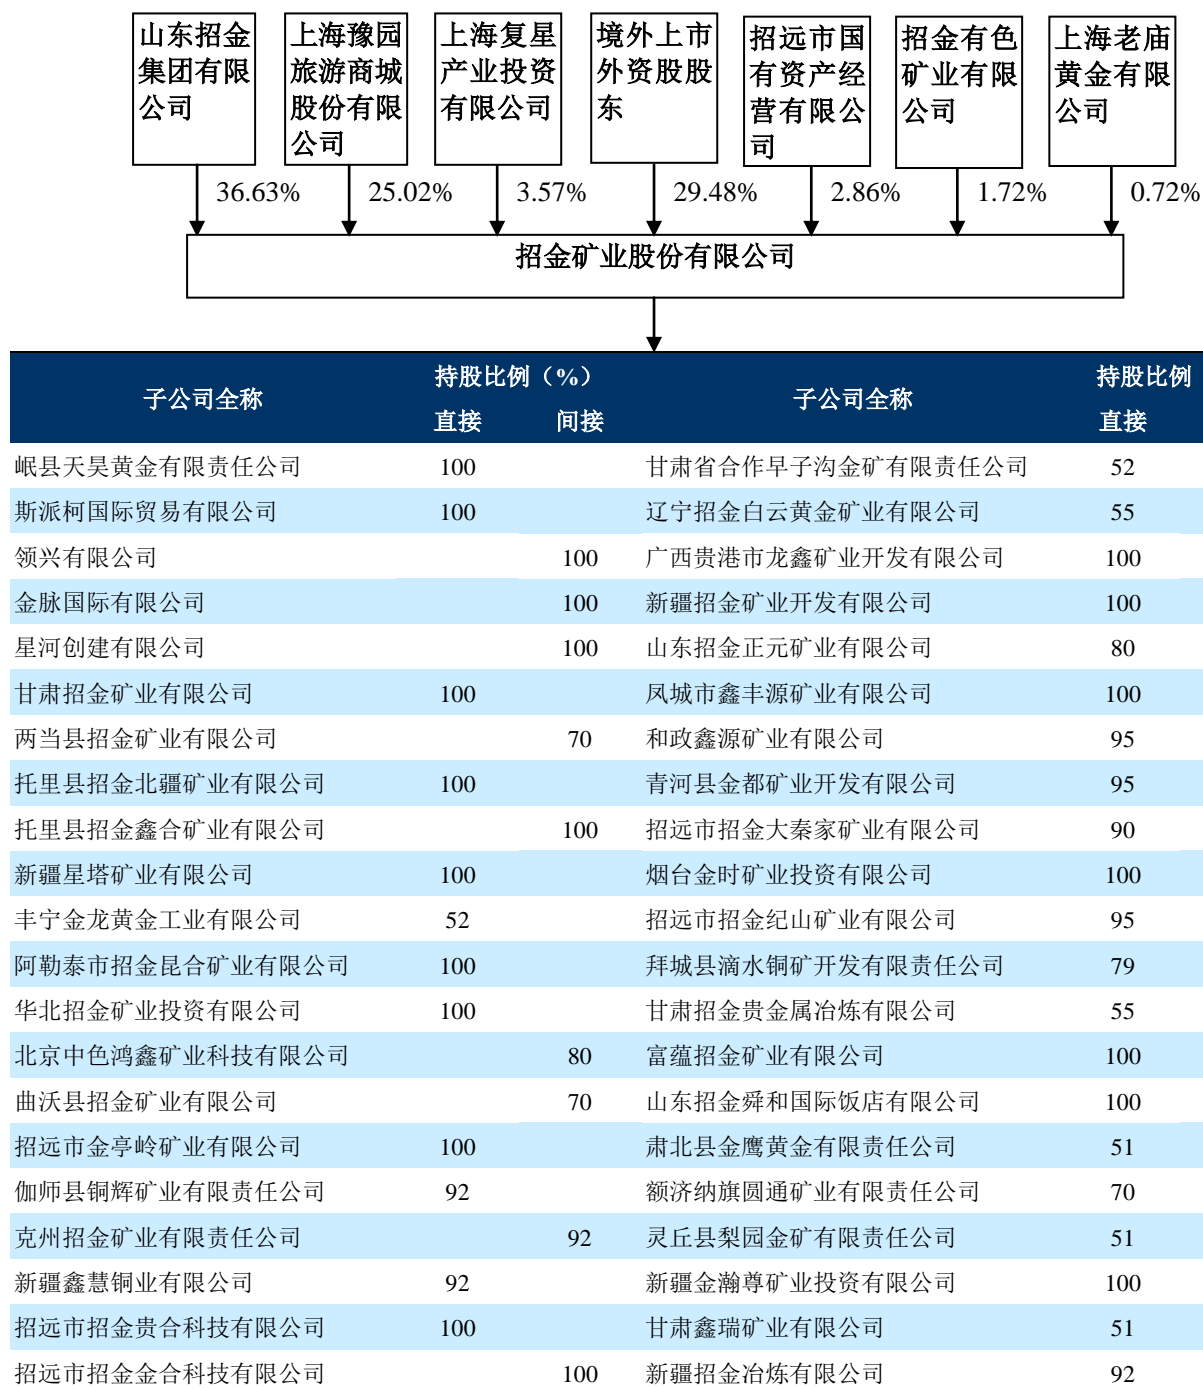 山东招金
集团有限
公司
上海豫园
旅游商城
股份有限
公司
上海复星
产业投资
有限公司
境外上市
外资股股
东
招远市国
有资产经
营有限公
司
招金有色
矿业有限
公司
上海老庙
黄金有限
公司
36.63% 25.02% 3.57% 29.48% 2.86% 1.72% 0.72%
招金矿业股份有限公司
子公司全称 持股比例（%） 子公司全称 持股比例
直接 间接 直接
岷县天昊黄金有限责任公司 100 甘肃省合作早子沟金矿有限责任公司 52
斯派柯国际贸易有限公司 100 辽宁招金白云黄金矿业有限公司 55
领兴有限公司 100 广西贵港市龙鑫矿业开发有限公司 100
金脉国际有限公司 100 新疆招金矿业开发有限公司 100
星河创建有限公司 100 山东招金正元矿业有限公司 80
甘肃招金矿业有限公司 100 凤城市鑫丰源矿业有限公司 100
两当县招金矿业有限公司 70 和政鑫源矿业有限公司 95
托里县招金北疆矿业有限公司 100 青河县金都矿业开发有限公司 95
托里县招金鑫合矿业有限公司 100 招远市招金大秦家矿业有限公司 90
新疆星塔矿业有限公司 100 烟台金时矿业投资有限公司 100
丰宁金龙黄金工业有限公司 52 招远市招金纪山矿业有限公司 95
阿勒泰市招金昆合矿业有限公司 100 拜城县滴水铜矿开发有限责任公司 79
华北招金矿业投资有限公司 100 甘肃招金贵金属冶炼有限公司 55
北京中色鸿鑫矿业科技有限公司 80 富蕴招金矿业有限公司 100
曲沃县招金矿业有限公司 70 山东招金舜和国际饭店有限公司 100
招远市金亭岭矿业有限公司 100 肃北县金鹰黄金有限责任公司 51
伽师县铜辉矿业有限责任公司 92 额济纳旗圆通矿业有限责任公司 70
克州招金矿业有限责任公司 92 灵丘县梨园金矿有限责任公司 51
新疆鑫慧铜业有限公司 92 新疆金瀚尊矿业投资有限公司 100
招远市招金贵合科技有限公司 100 甘肃鑫瑞矿业有限公司 51
招远市招金金合科技有限公司 100 新疆招金冶炼有限公司 92